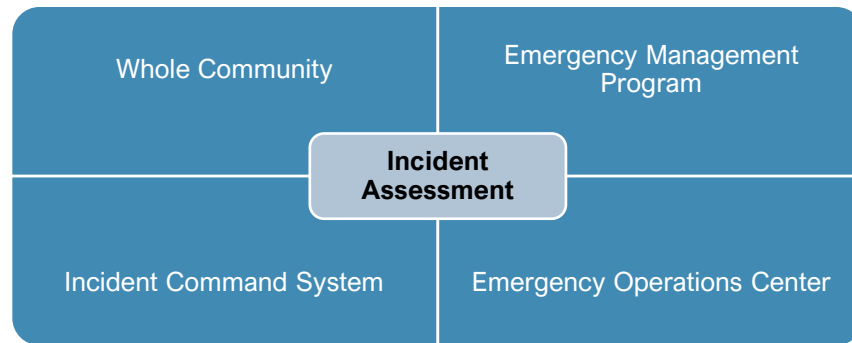 Whole Community
Emergency Management
Program
Incident
Assessment
Incident Command System
Emergency Operations Center